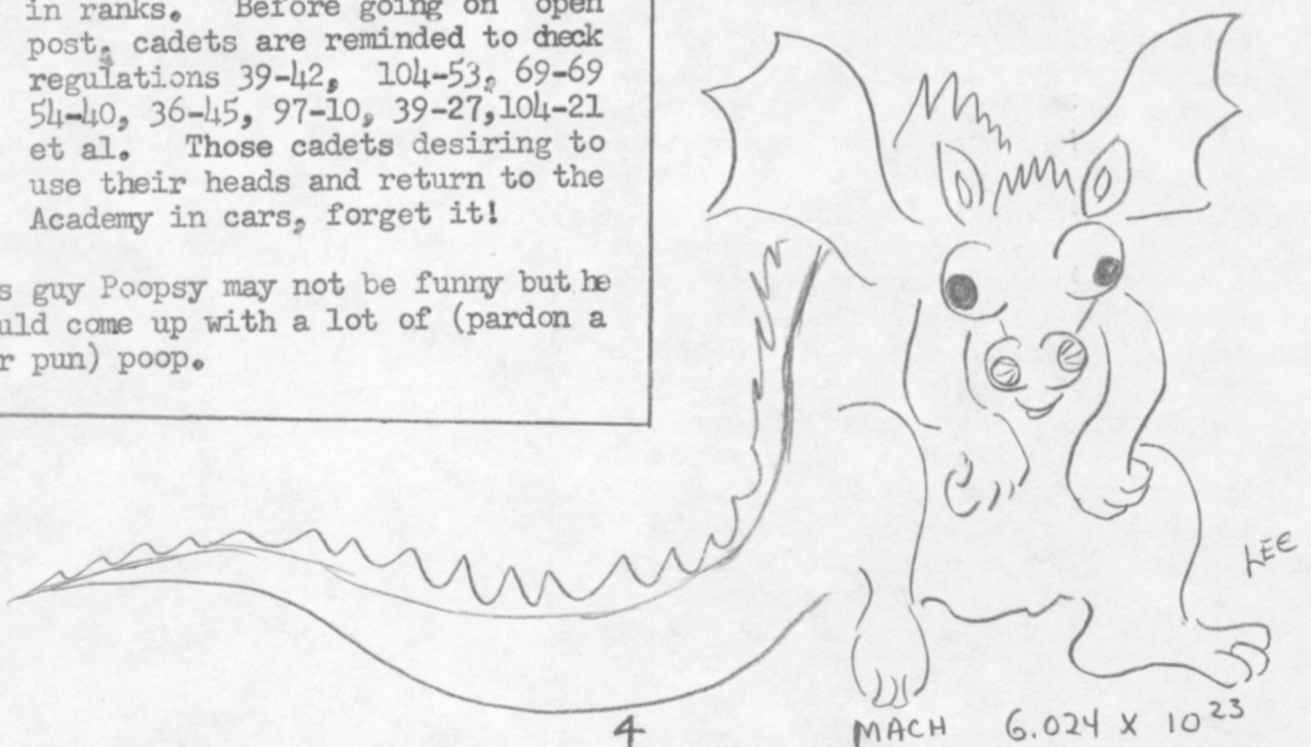 in ranks. Before going on open
post. cadets are reminded to check
regulations 39-42, 104-53, 69-69
54-40, 36-45, 97-10, 39-27,104-21
et al. Those cadets desiring to
use their heads and return to the
Academy in cars, forget it!
s guy Poopsy may not be funny but he
uld come up with a lot of (pardon a
r pun) poop.
LEE
4
MACH 6.024 X 10²³